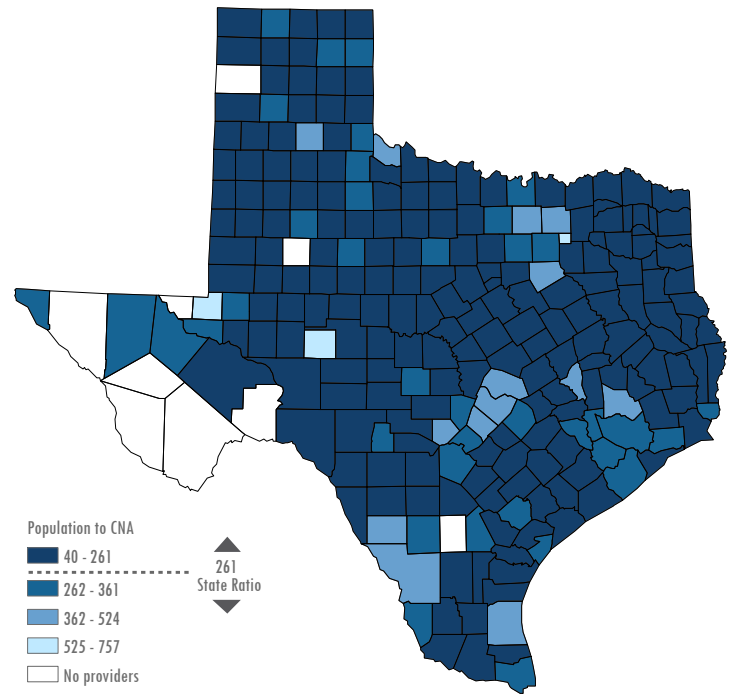 Population to CNA
40 - 261
261
State Ratio
262 - 361
362 - 524
525 - 757
No providers